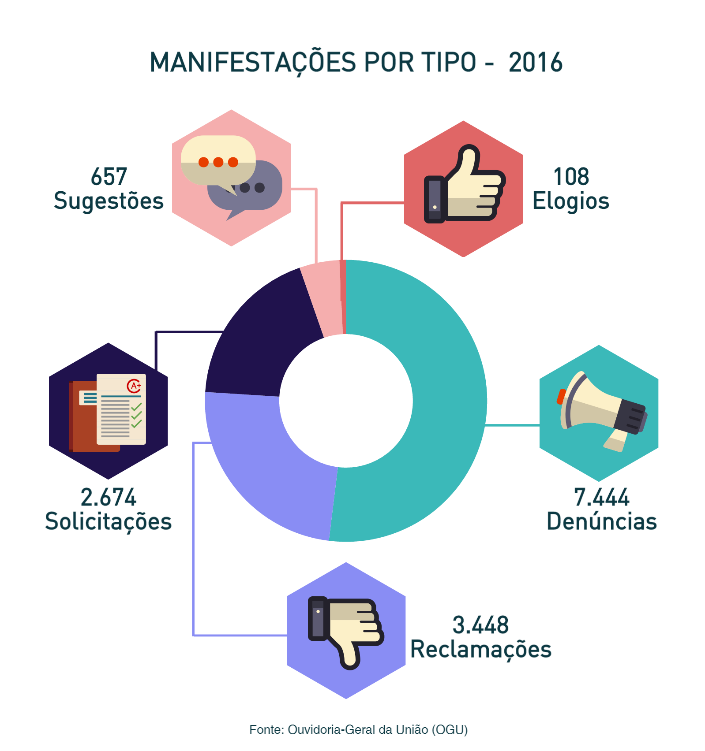 MANIFESTAÇÕES POR TIPO - 2016
657
Sugestões
108
Elogios
A+
2.674
Solicitações
7.444
Denúncias
3.448
Reclamações
Fonte: Ouvidoria-Geral da União (OGU)